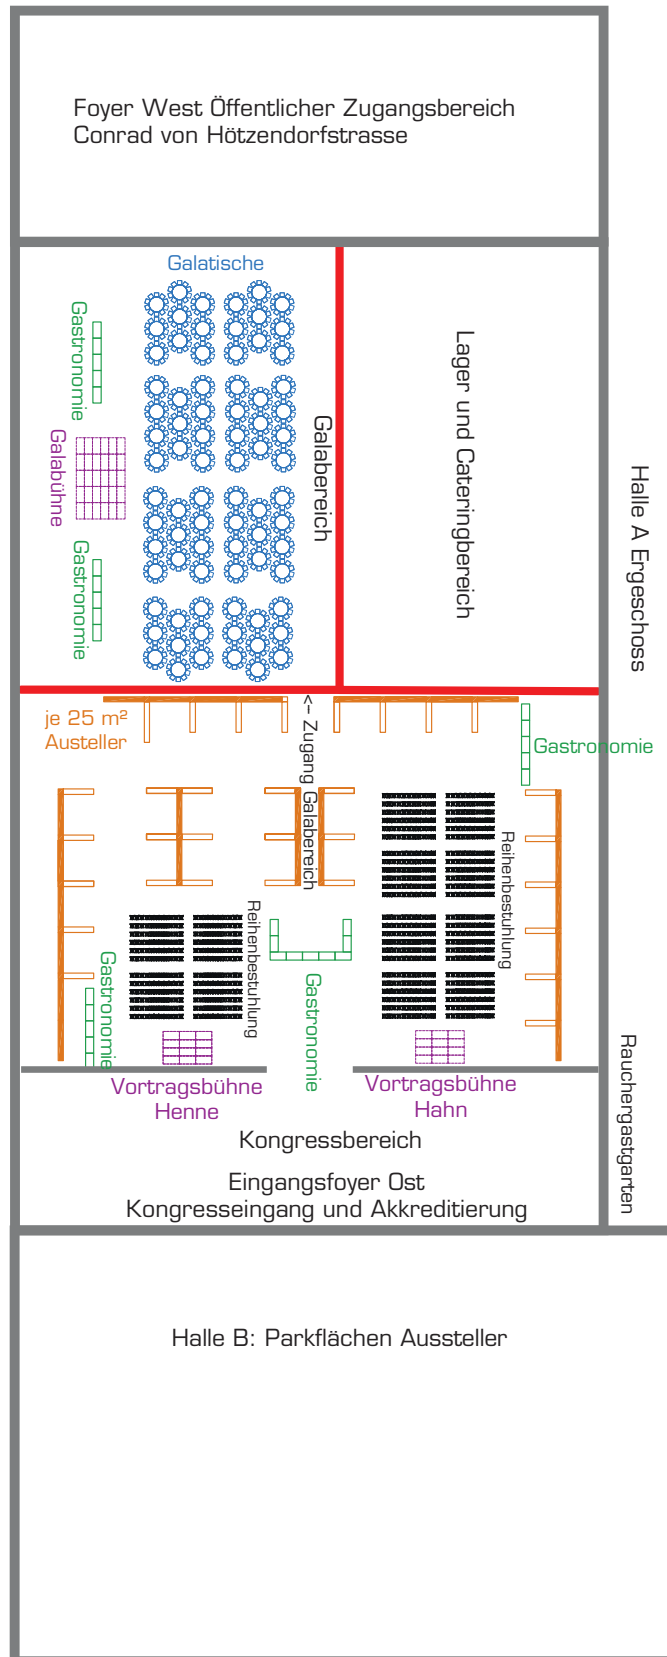 Foyer West Öffentlicher Zugangsbereich
Conrad von Hötzendorfstrasse
Galatische
Gastronomie
Galabühne
Gastronomie
Galabereich
Lager und Cateringbereich
Halle A Ergeschoss
je 25 m²
Austeller
<-- Zugang Galabereich
Gastronomie
Reihenbestuhlung
Reihenbestuhlung
Gastronomie
Gastronomie
Vortragsbühne
Henne
Vortragsbühne
Hahn
Kongressbereich
Rauchergastgarten
Eingangsfoyer Ost
Kongresseingang und Akkreditierung
Halle B: Parkflächen Aussteller